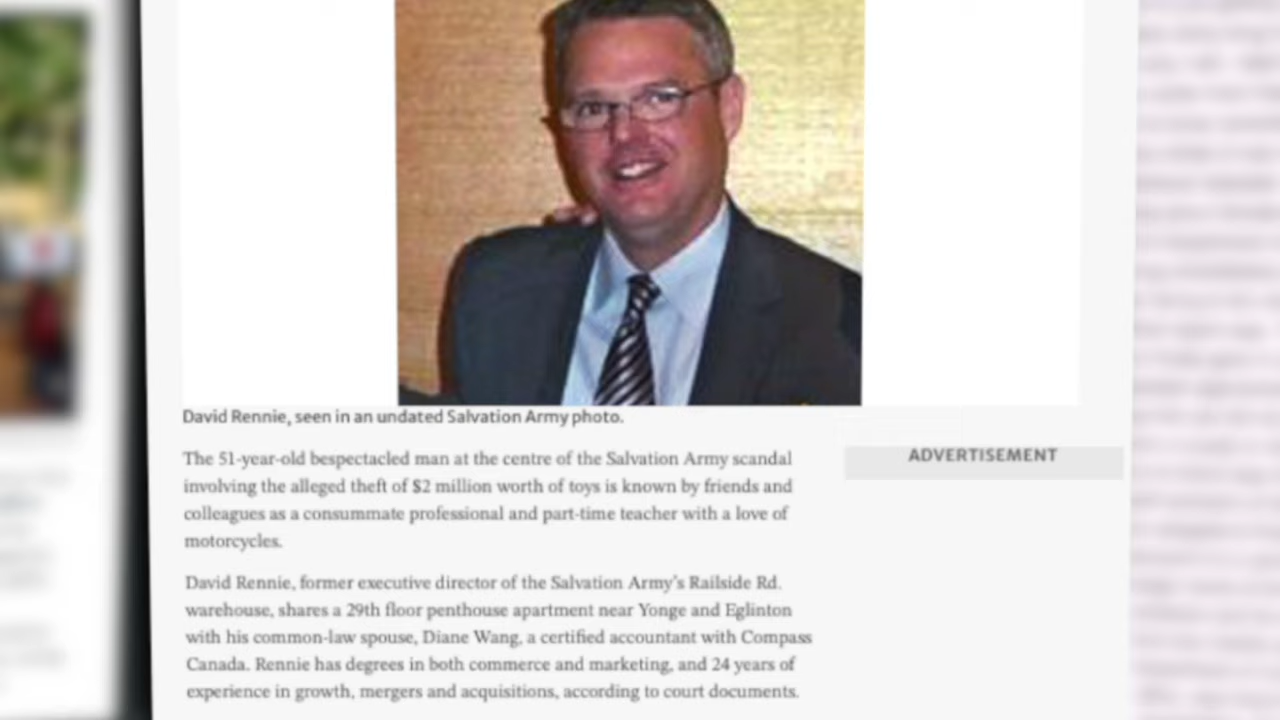 David Rennie, seen in an undated Salvation Army photo.
The 51-year-old bespectacled man at the centre of the Salvation Army scandal
involving the alleged theft of $2 million worth of toys is known by friends and
colleagues as a consummate professional and part-time teacher with a love of
motorcycles.
David Rennie, former executive director of the Salvation Army's Railside Rd.
warehouse, shares a 29th floor penthouse apartment near Yonge and Eglinton
with his common-law spouse, Diane Wang, a certified accountant with Compass
Canada. Rennie has degrees in both commerce and marketing, and 24 years of
experience in growth, mergers and acquisitions, according to court documents.
ADVERTISEMENT